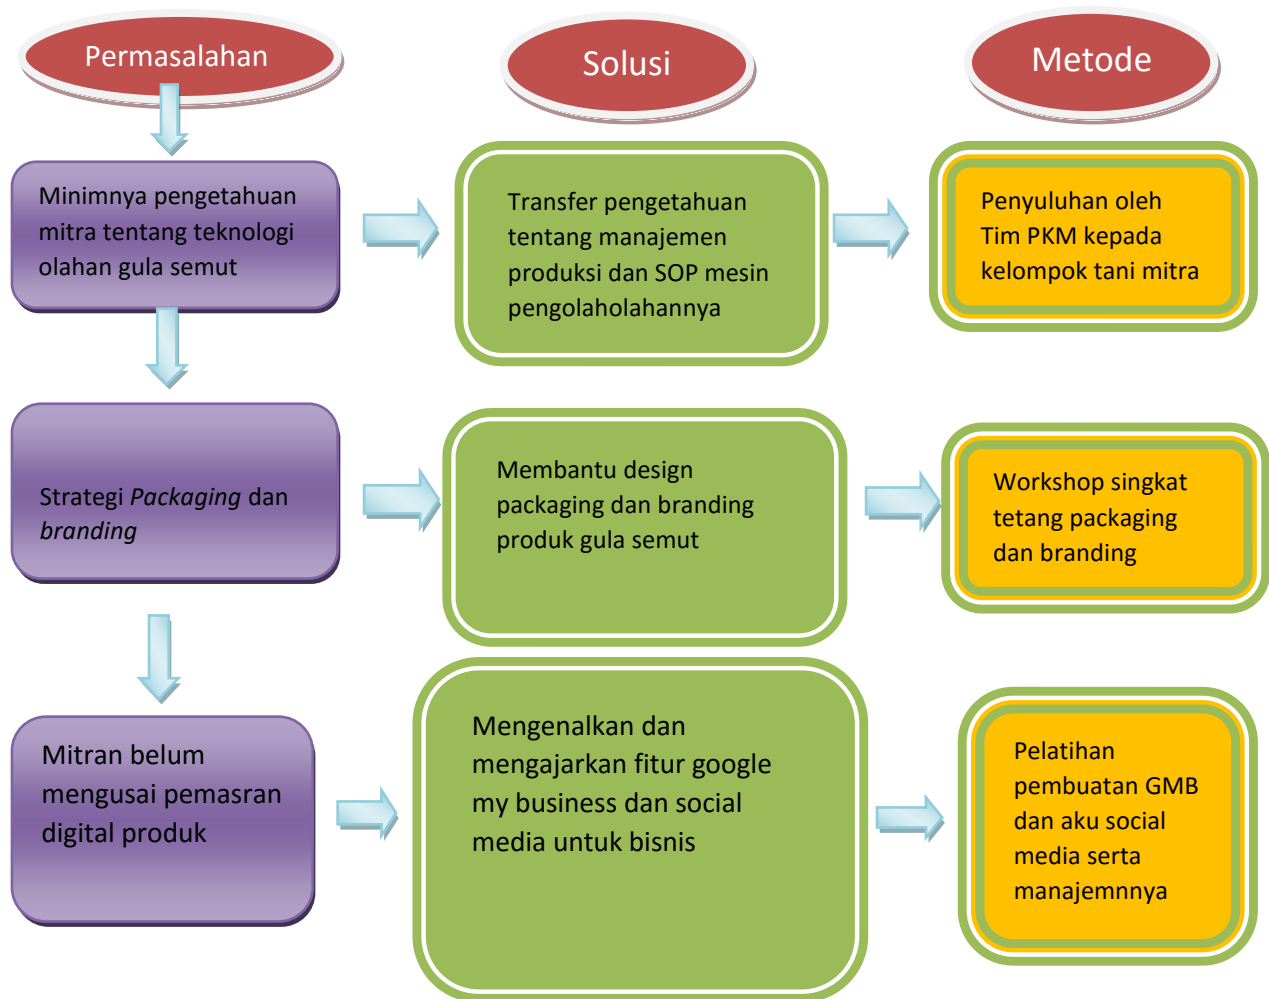 Permasalahan
Solusi
Metode
Minimnya pengetahuan
mitra tentang teknologi
olahan gula semut
Transfer pengetahuan
tentang manajemen
produksi dan SOP mesin
pengolaholahannya
Penyuluhan oleh
Tim PKM kepada
kelompok tani mitra
Strategi Packaging dan
branding
Membantu design
packaging dan branding
produk gula semut
Workshop singkat
tetang packaging
dan branding
Mitran belum
mengusai pemasran
digital produk
Mengenalkan dan
mengajarkan fitur google
my business dan social
media untuk bisnis
Pelatihan
pembuatan GMB
dan aku social
media serta
manajemnnya